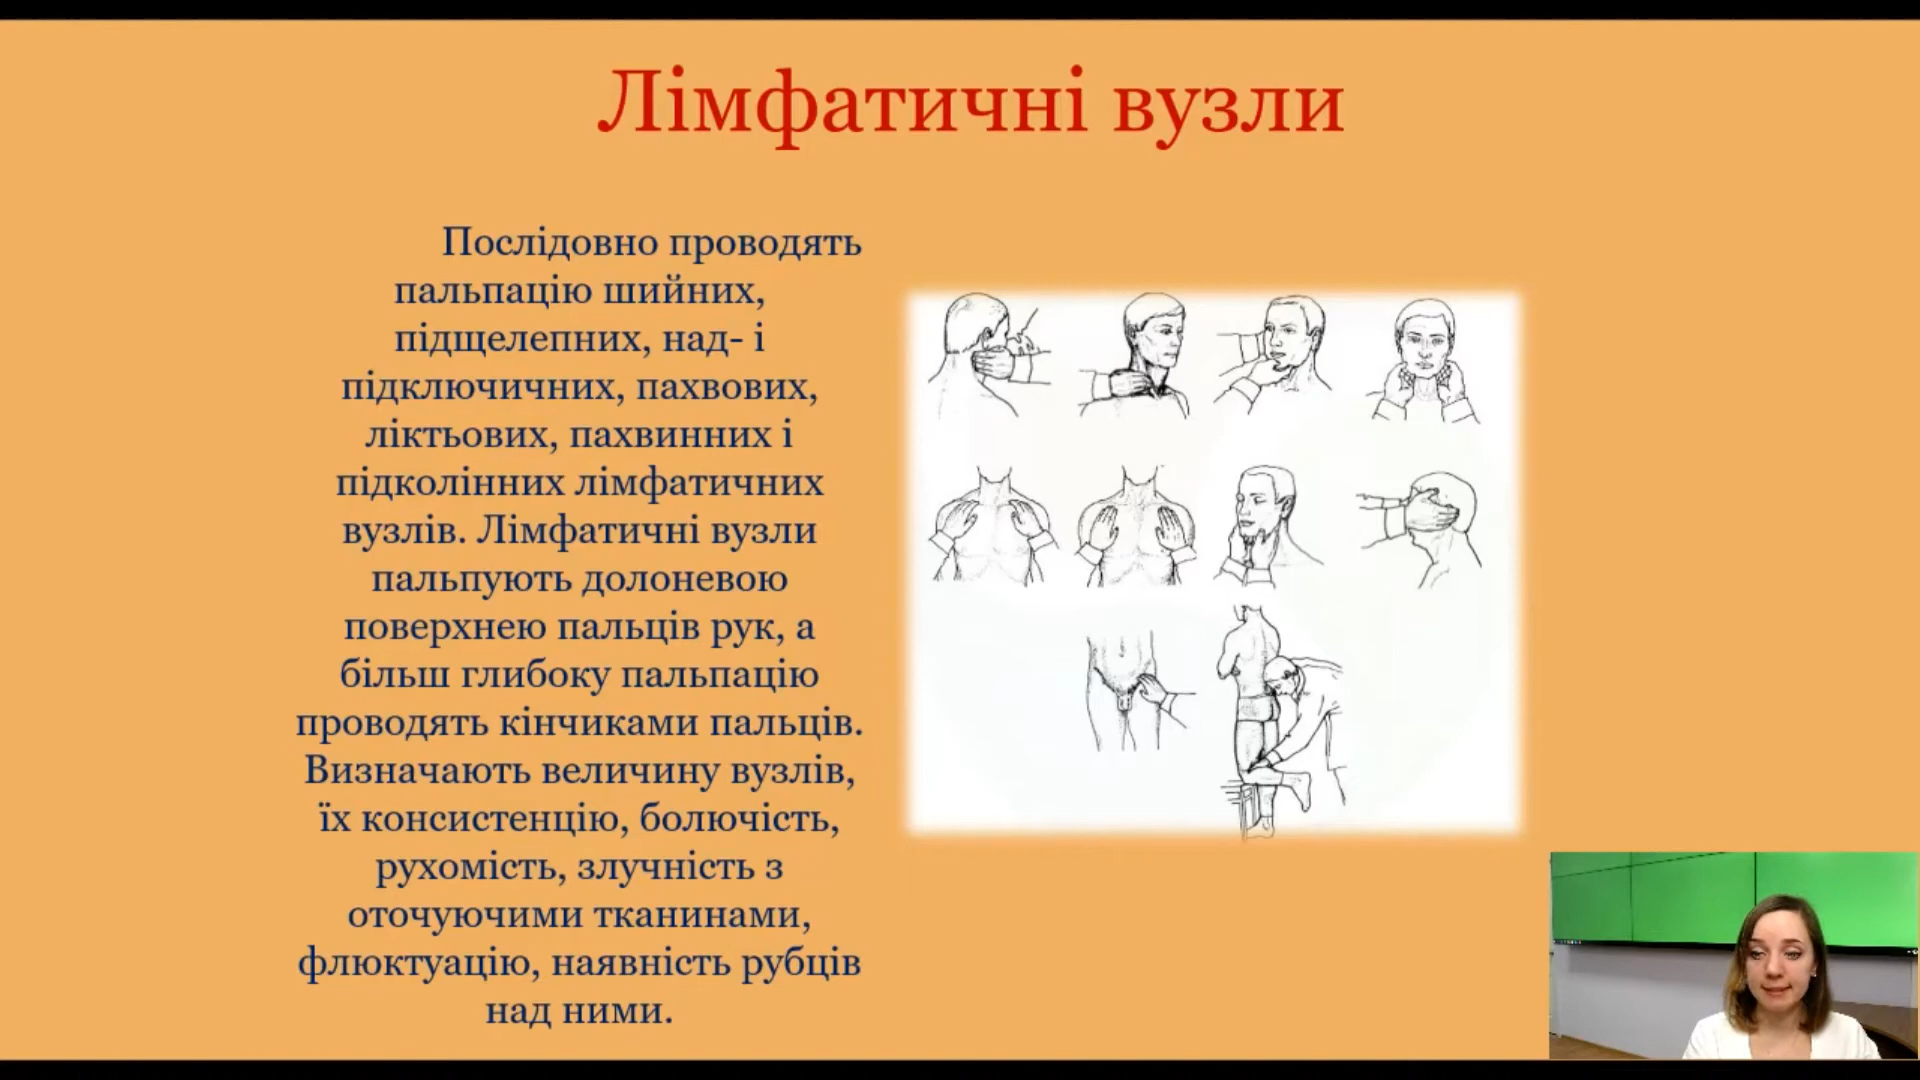 Лімфатичні вузли
Послідовно проводять
пальпацію шийних,
підщелепних, над- і
підключичних, пахвових,
ліктьових, пахвинних і
підколінних лімфатичних
вузлів. Лімфатичні вузли
пальпують долоневою
поверхнею пальців рук, а
більш глибоку пальпацію
проводять кінчиками пальців.
Визначають величину вузлів,
їх консистенцію, болючість,
рухомість, злучність з
оточуючими тканинами,
флюктуацію, наявність рубців
над ними.